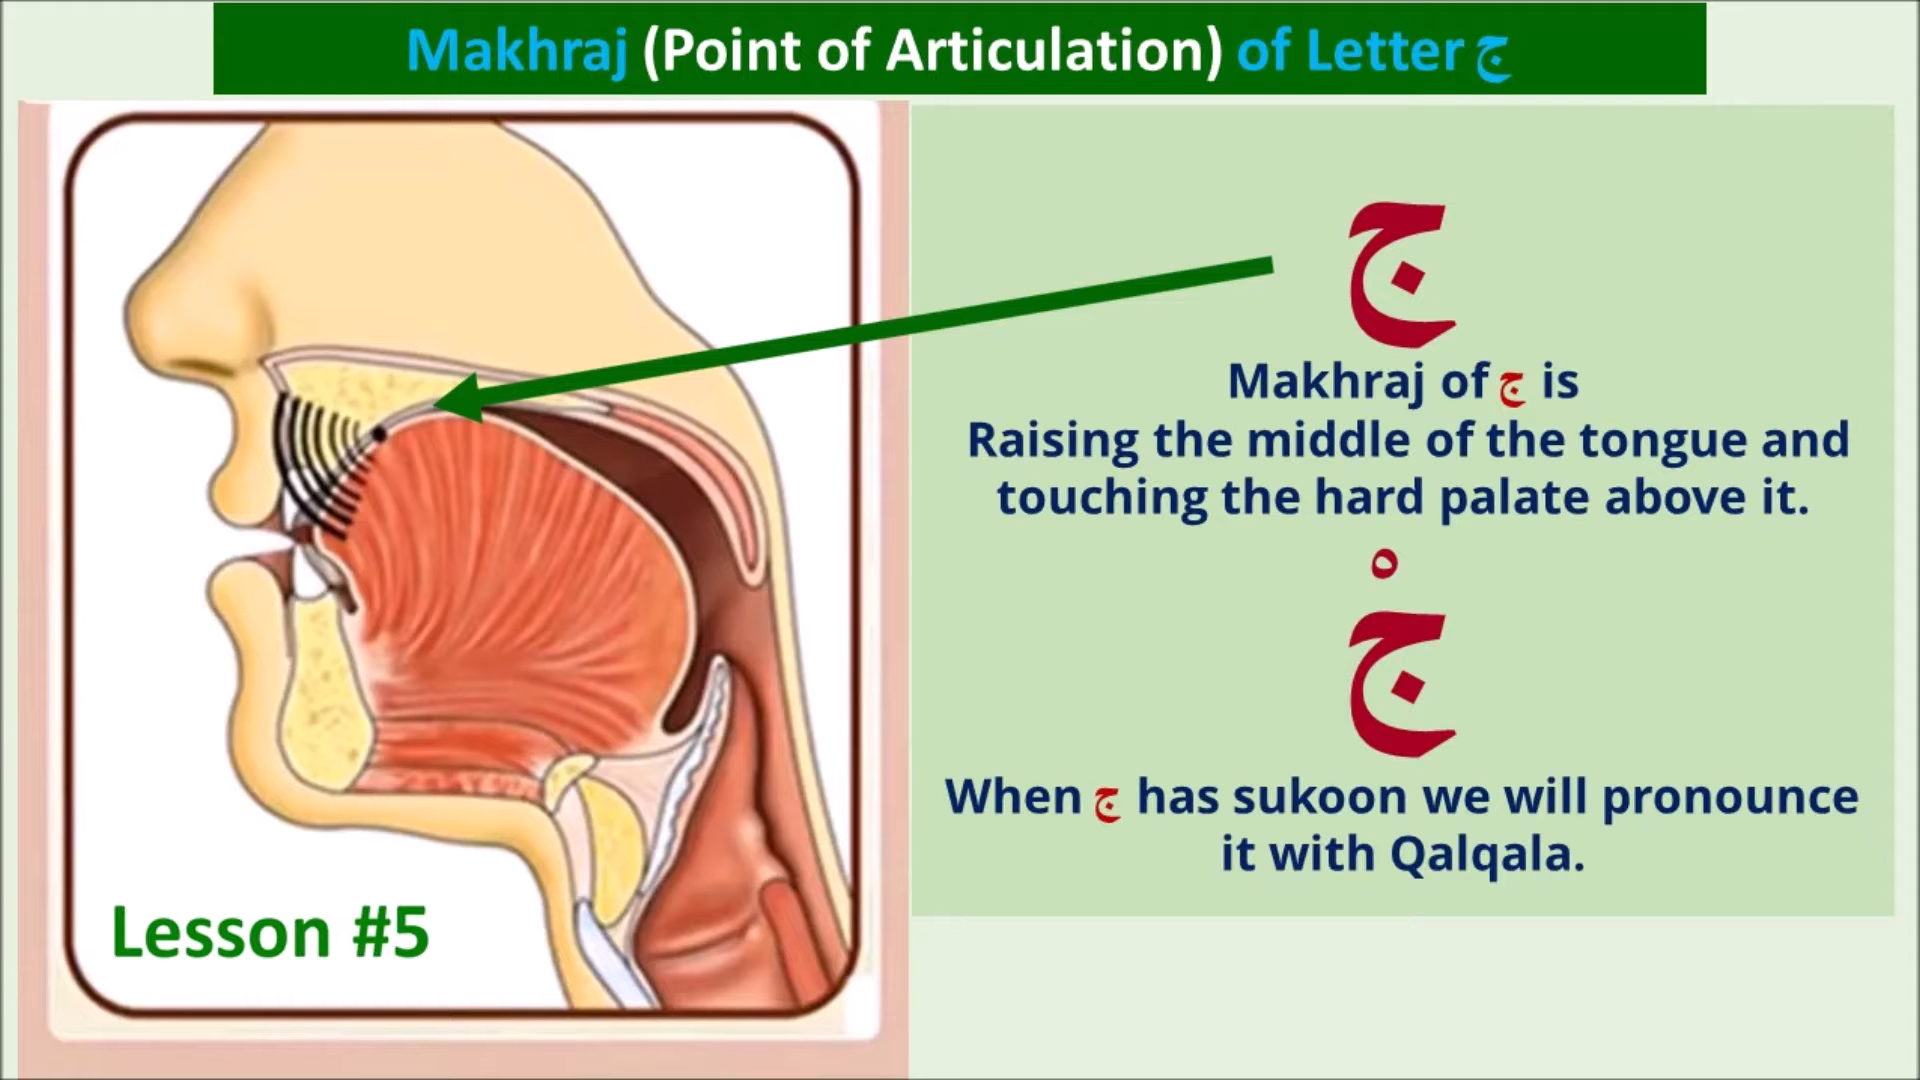 Makhraj (Point of Articulation) of Letter ج
ج
Makhraj of ج is
Raising the middle of the tongue and
touching the hard palate above it.
جْ
When ج has sukoon we will pronounce
it with Qalqala.
Lesson #5